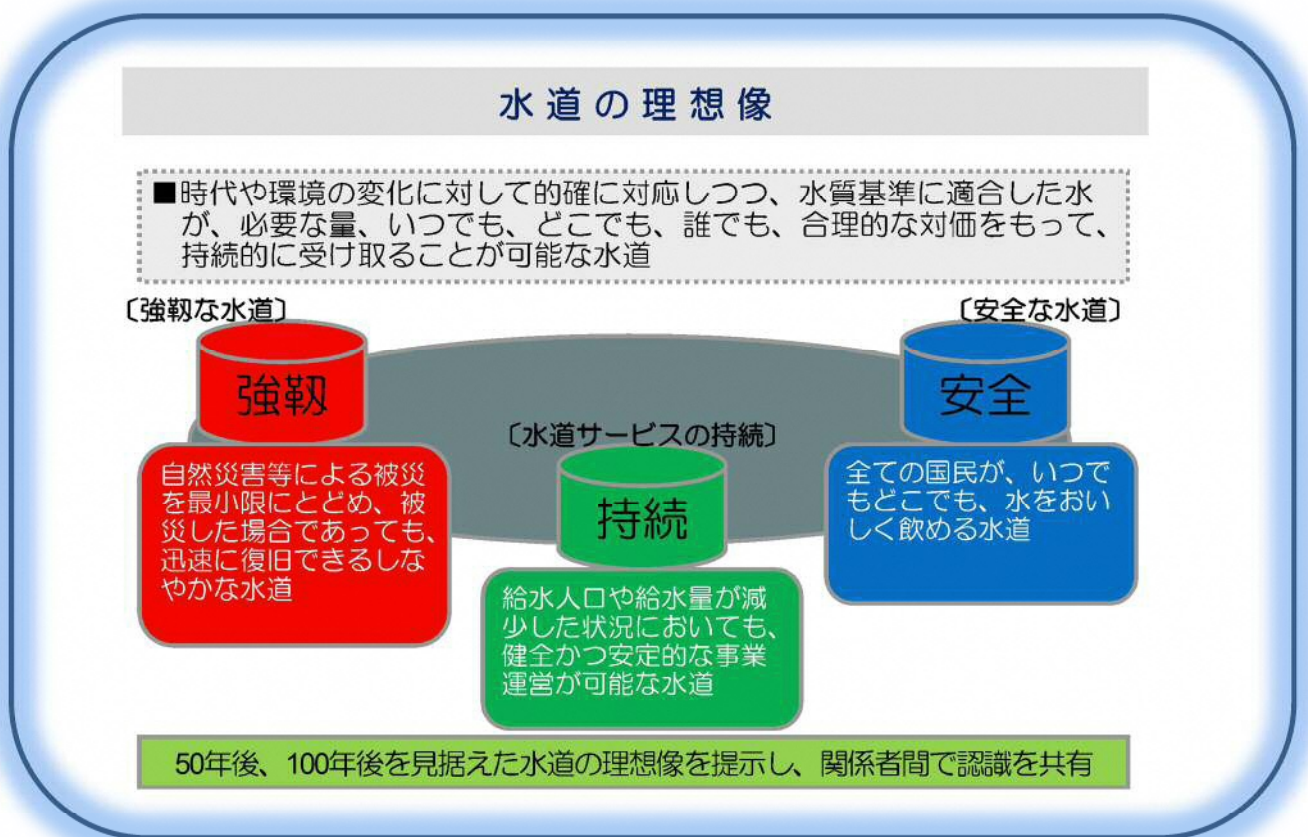 水道の理想像
■時代や環境の変化に対して的確に対応しつつ、水質基準に適合した水
が、必要な量、いつでも、どこでも、誰でも、合理的な対価をもって、
持続的に受け取ることが可能な水道
〔強靱な水道〕
強靱
自然災害等による被災
を最小限にとどめ、被
災した場合であっても、
迅速に復旧できるしな
やかな水道
〔水道サービスの持続〕
持続
給水人口や給水量が減
少した状況においても、
健全かつ安定的な事業
運営が可能な水道
〔安全な水道〕
安全
全ての国民が、いつで
もどこでも、水をおい
しく飲める水道
50年後、100年後を見据えた水道の理想像を提示し、関係者間で認識を共有